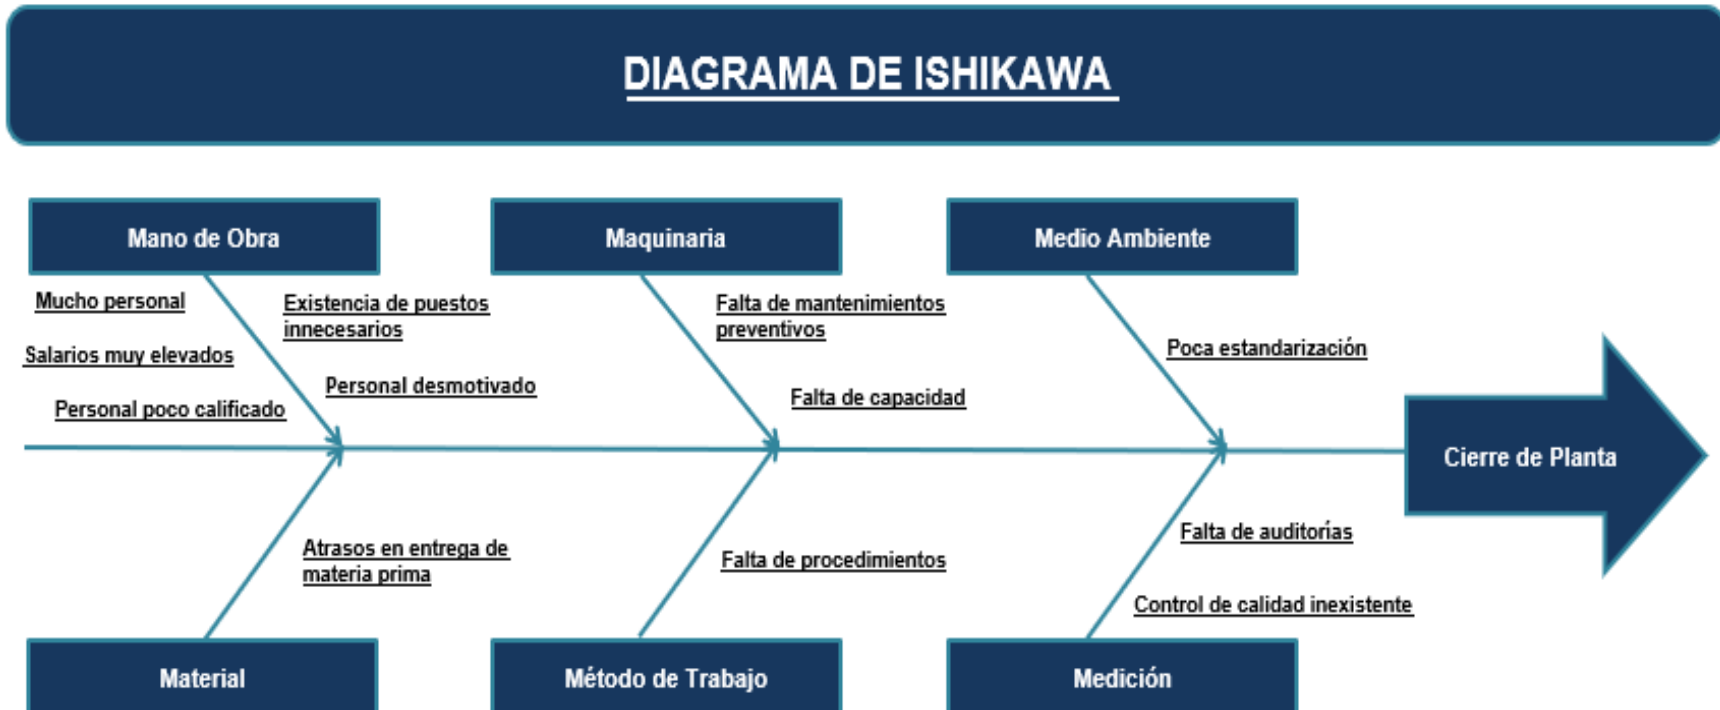 DIAGRAMA DE ISHIKAWA
Mano de Obra
Maquinaria
Medio Ambiente
Mucho personal
Existencia de puestos
innecesarios
Salarios muy elevados
Personal desmotivado
Personal poco calificado
Falta de mantenimientos
preventivos
Falta de capacidad
Poca estandarización
Cierre de Planta
Atrasos en entrega de
materia prima
Falta de procedimientos
Falta de auditorías
Control de calidad inexistente
Material
Método de Trabajo
Medición